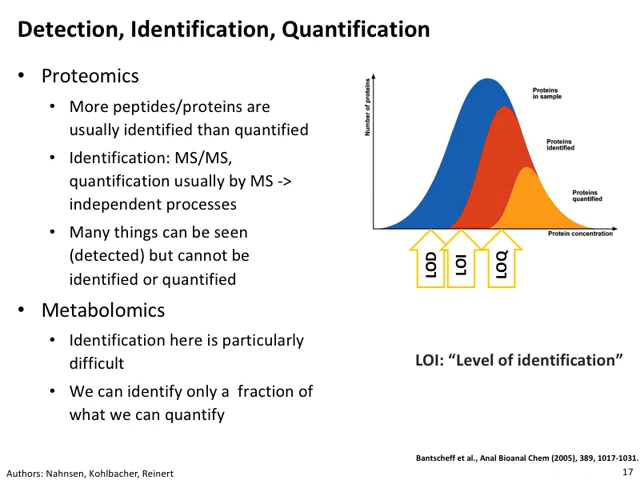 Detection, Identification, Quantification
• Proteomics
• More peptides/proteins are
usually identified than quantified
• Identification: MS/MS,
quantification usually by MS ->
independent processes
• Many things can be seen
(detected) but cannot be
identified or quantified
• Metabolomics
• Identification here is particularly
difficult
• We can identify only a  fraction of
what we can quantify
Number of proteins
Proteins
in sample
Proteins
identified
Proteins
quantified
Protein concentration
LOD
LOI
LOQ
LOI: “Level of identification”
Bantscheff et al., Anal Bioanal Chem (2005), 389, 1017-1031.
Authors: Nahnsen, Kohlbacher, Reinert
17